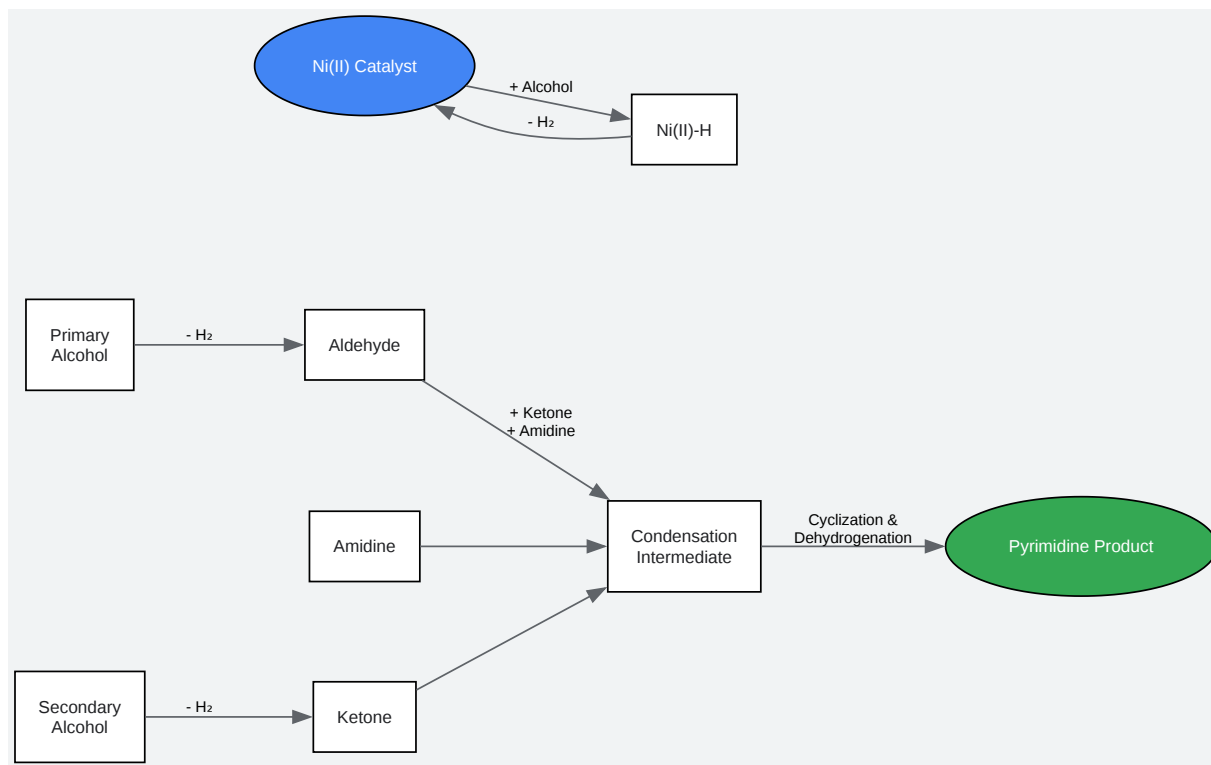 Ni(II) Catalyst
+ Alcohol
- H₂
Ni(II)-H
Primary
Alcohol
- H₂
Aldehyde
+ Ketone
+ Amidine
Amidine
Condensation
Intermediate
Cyclization &
Dehydrogenation
Pyrimidine Product
Secondary
Alcohol
- H₂
Ketone